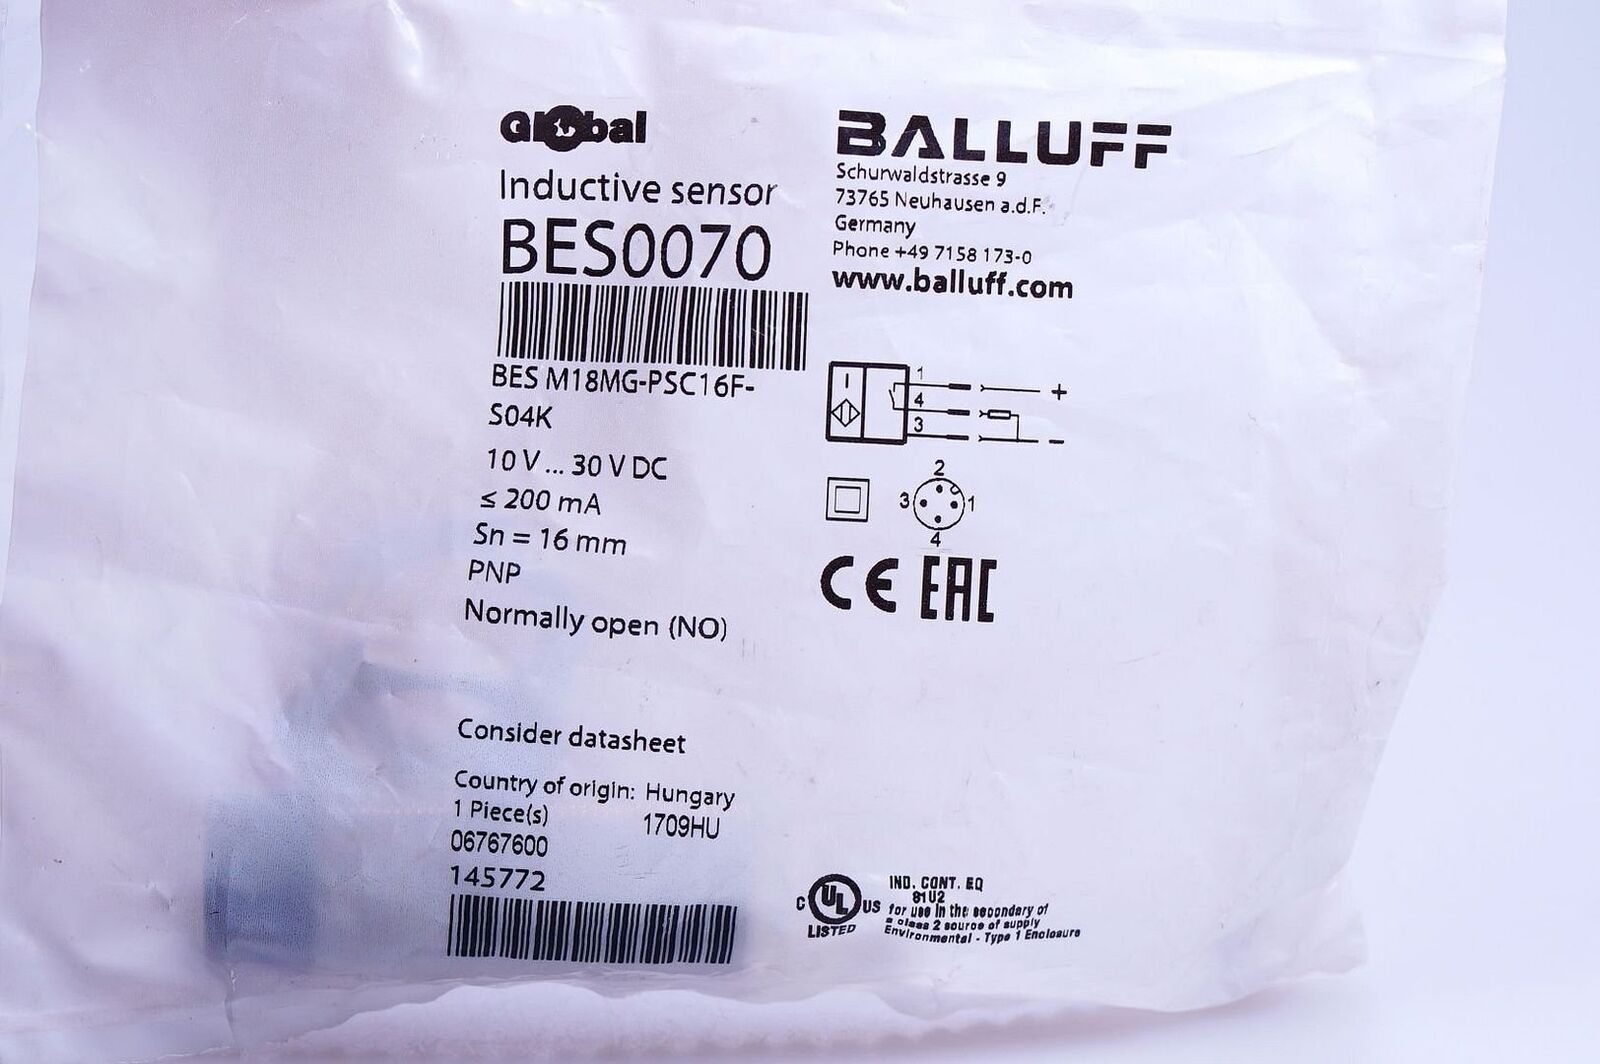 Global
Inductive sensor
BES0070
BES M18MG-PSC16F-
S04K
10 V ... 30 V DC
≤ 200 mA
Sn = 16 mm
PNP
Normally open (NO)
Consider datasheet
Country of origin: Hungary
1 Piece(s) 1709HU
06767600
145772
BALLUFF
Schurwaldstrasse 9
73765 Neuhausen a.d.F.
Germany
Phone +49 7158 173-0
www.balluff.com
1 +
4
3 -
2
3 1
4
CE EAC
C UL US
LISTED
IND. CONT. EQ
81U2
for use in the secondary of
a class 2 source of supply
Environmental - Type 1 Enclosure